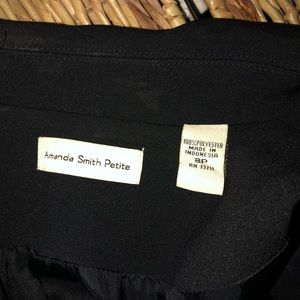 Amanda Smith Petite
100% POLYESTER
MADE IN
INDONESIA
8P